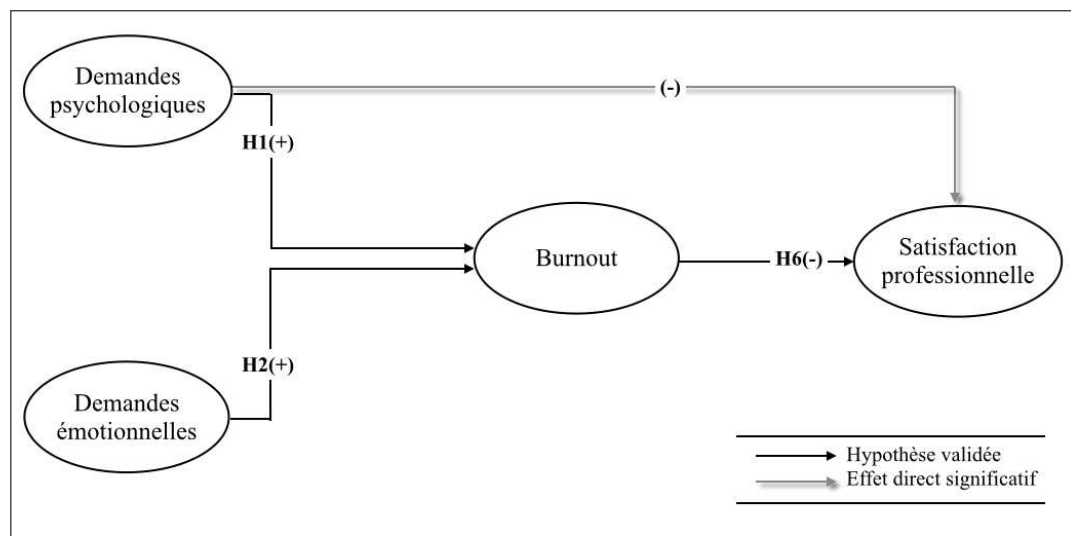 Demandes
psychologiques
(-)
H1(+)
Burnout
H6(-)
Satisfaction
professionnelle
H2(+)
Demandes
émotionnelles
Hypothèse validée
Effet direct significatif